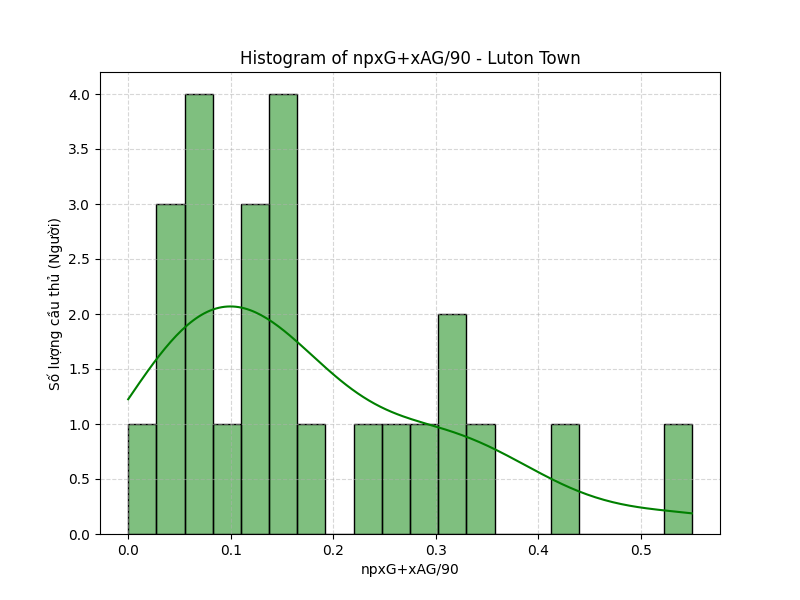 Histogram of npxG+xAG/90 - Luton Town
4.0
3.5
3.0
2.5
2.0
1.5
1.0
0.5
0.0
Số lượng cầu thủ (Người)
0.0 0.1 0.2 0.3 0.4 0.5
npxG+xAG/90